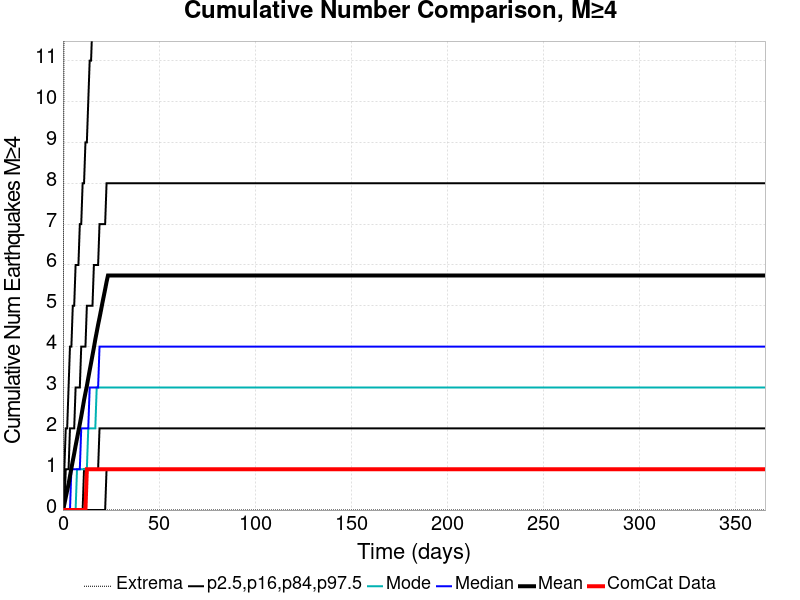 Cumulative Number Comparison, M≥4
Cumulative Num Earthquakes M≥4
11
10
9
8
7
6
5
4
3
2
1
0
0 50 100 150 200 250 300 350
Time (days)
Extrema p2.5,p16,p84,p97.5 Mode Median Mean ComCat Data